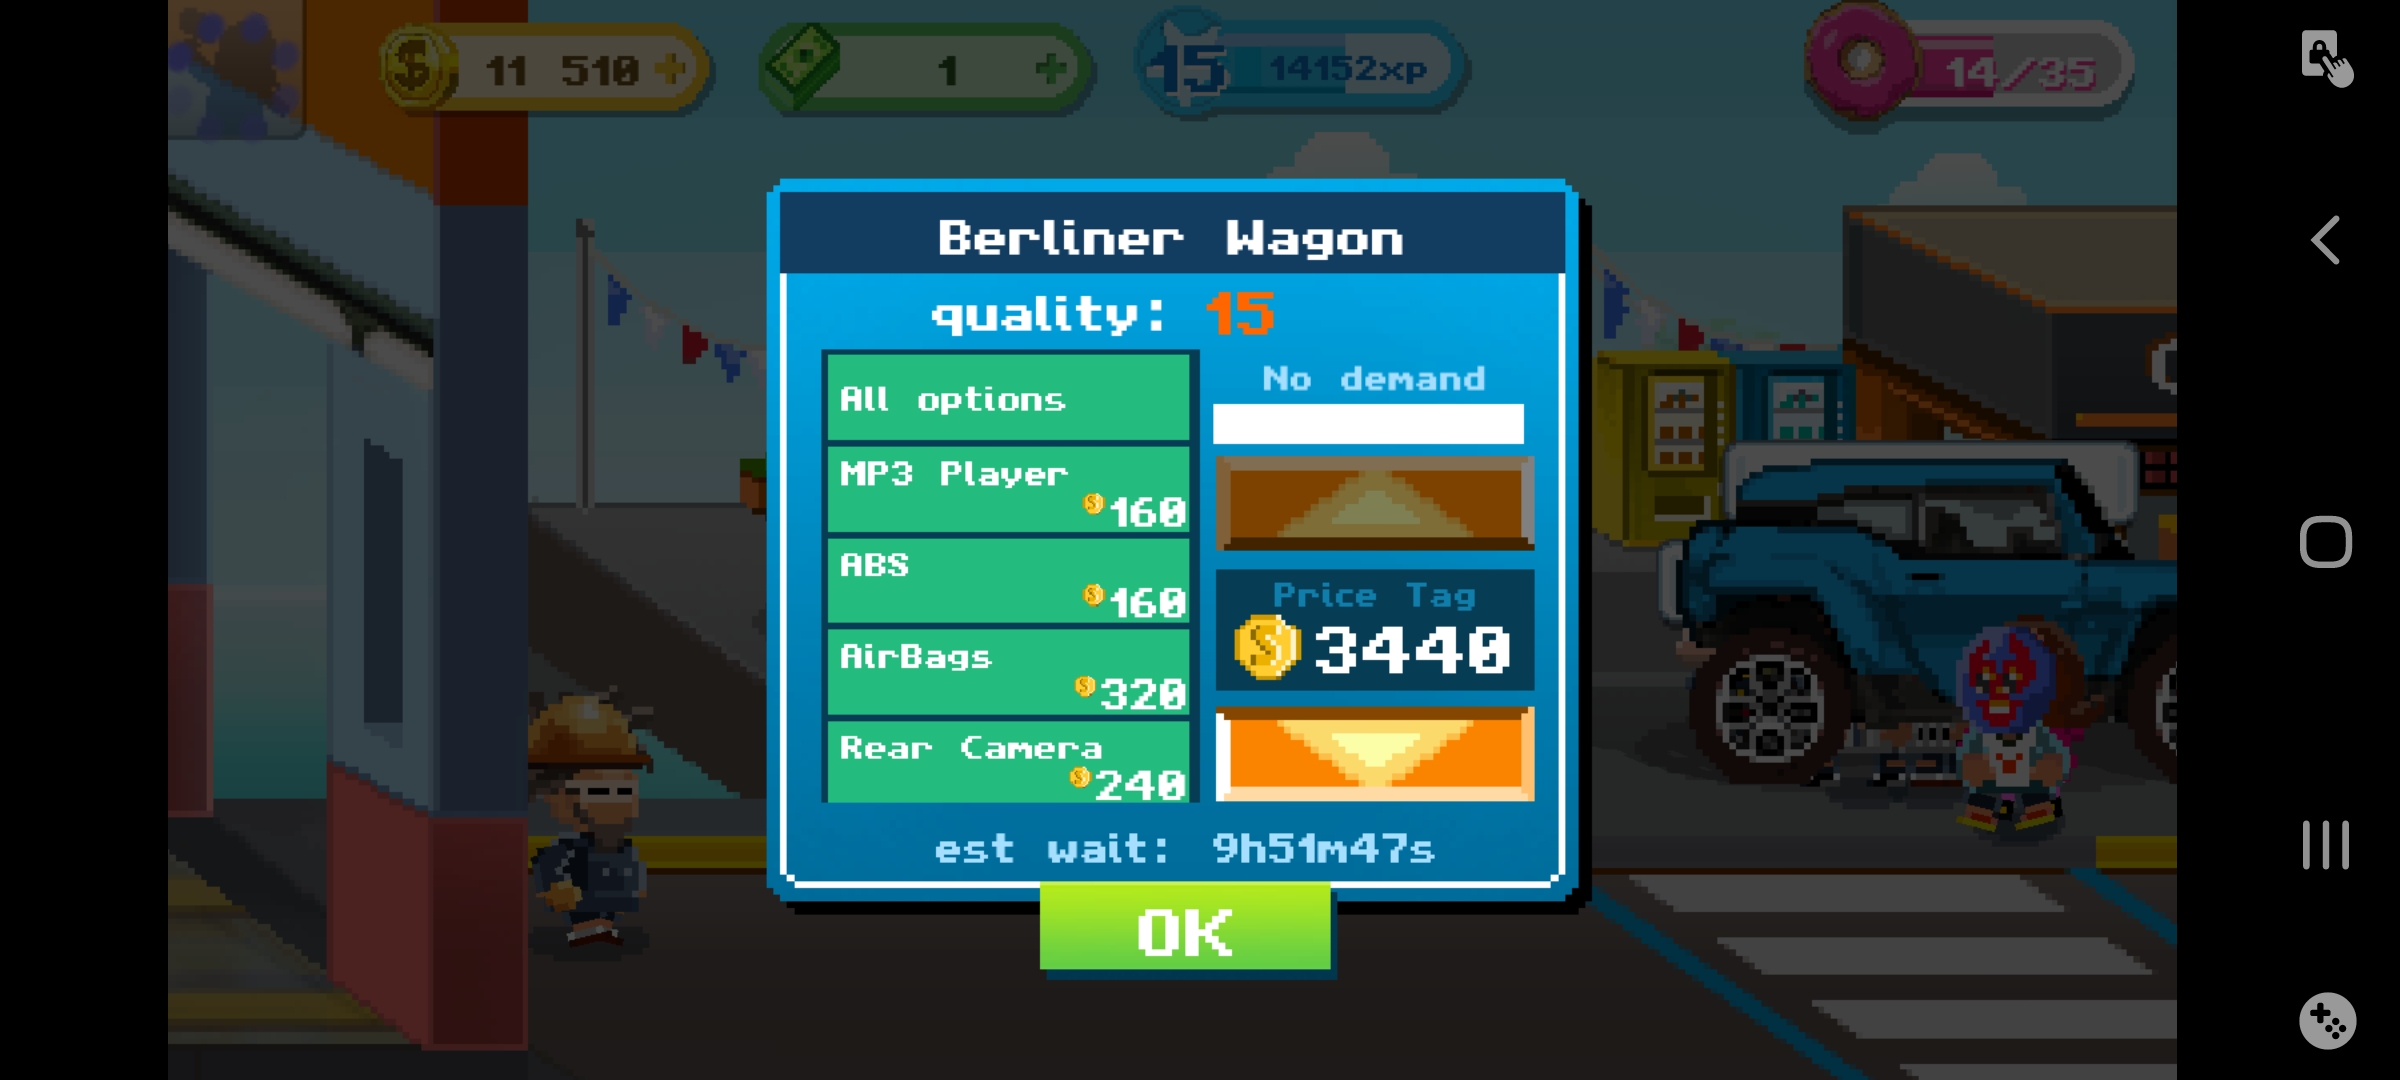 11 510
1
15
14152xp
14/35
Berliner Wagon
quality: 15
All options
No demand
MP3 Player
160
ABS
160
Price Tag
3440
AirBags
320
Rear Camera
240
est wait: 9h51m47s
OK